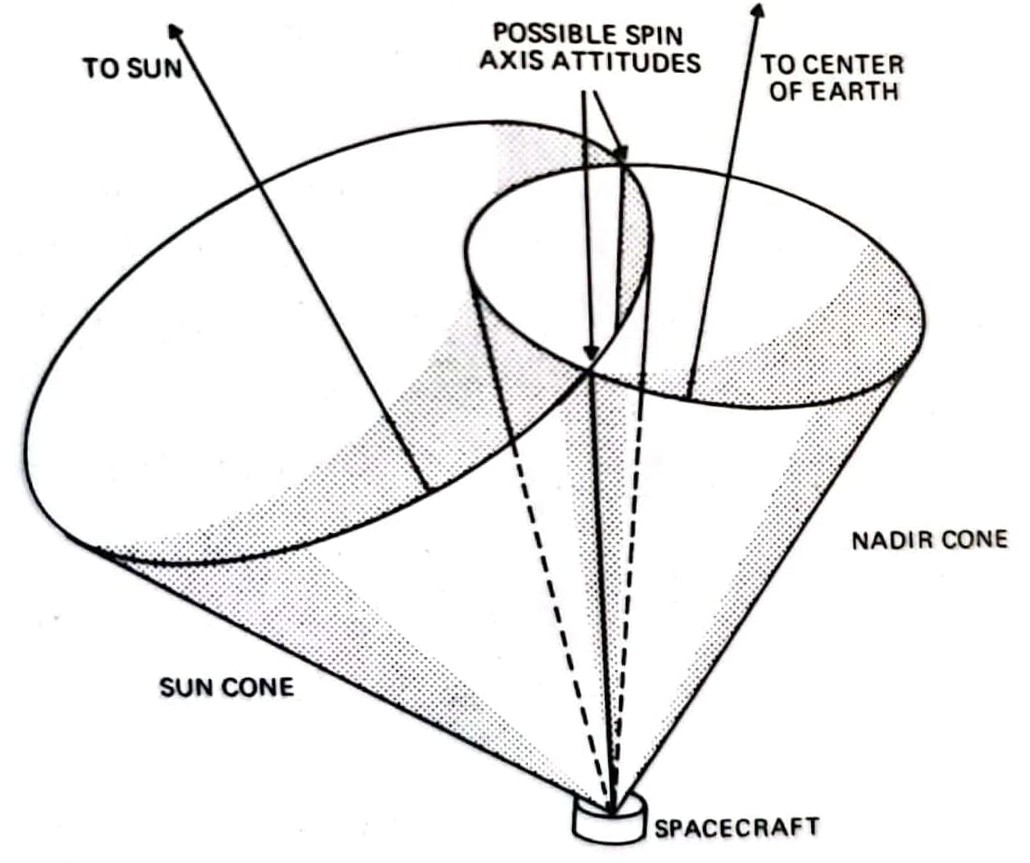 TO SUN
POSSIBLE SPIN
AXIS ATTITUDES
TO CENTER
OF EARTH
NADIR CONE
SUN CONE
SPACECRAFT